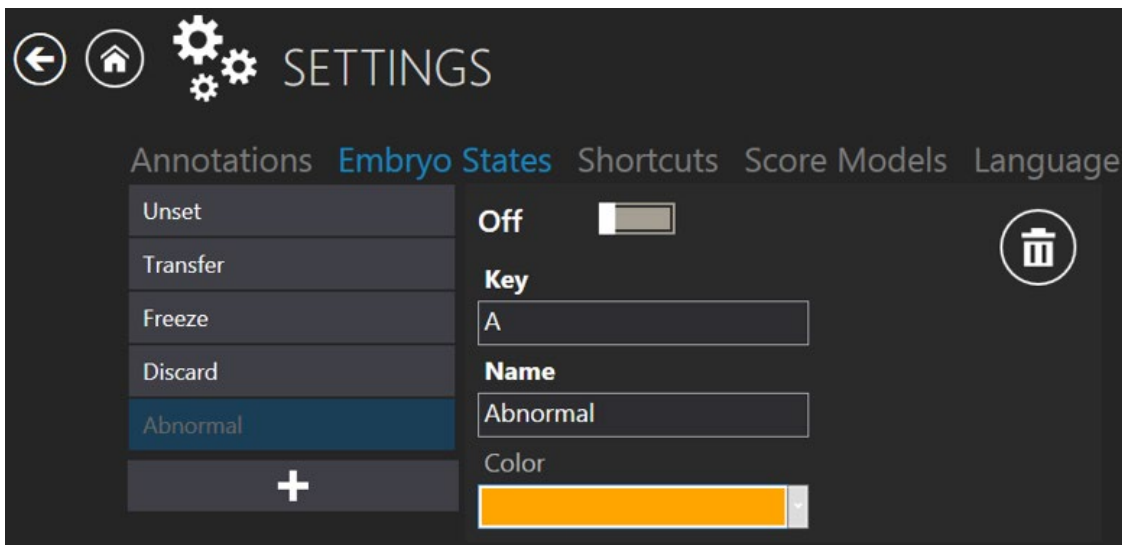 SETTINGS
Annotations Embryo States Shortcuts Score Models Language
Unset
Transfer
Freeze
Discard
Abnormal
+
Off
Key
A
Name
Abnormal
Color